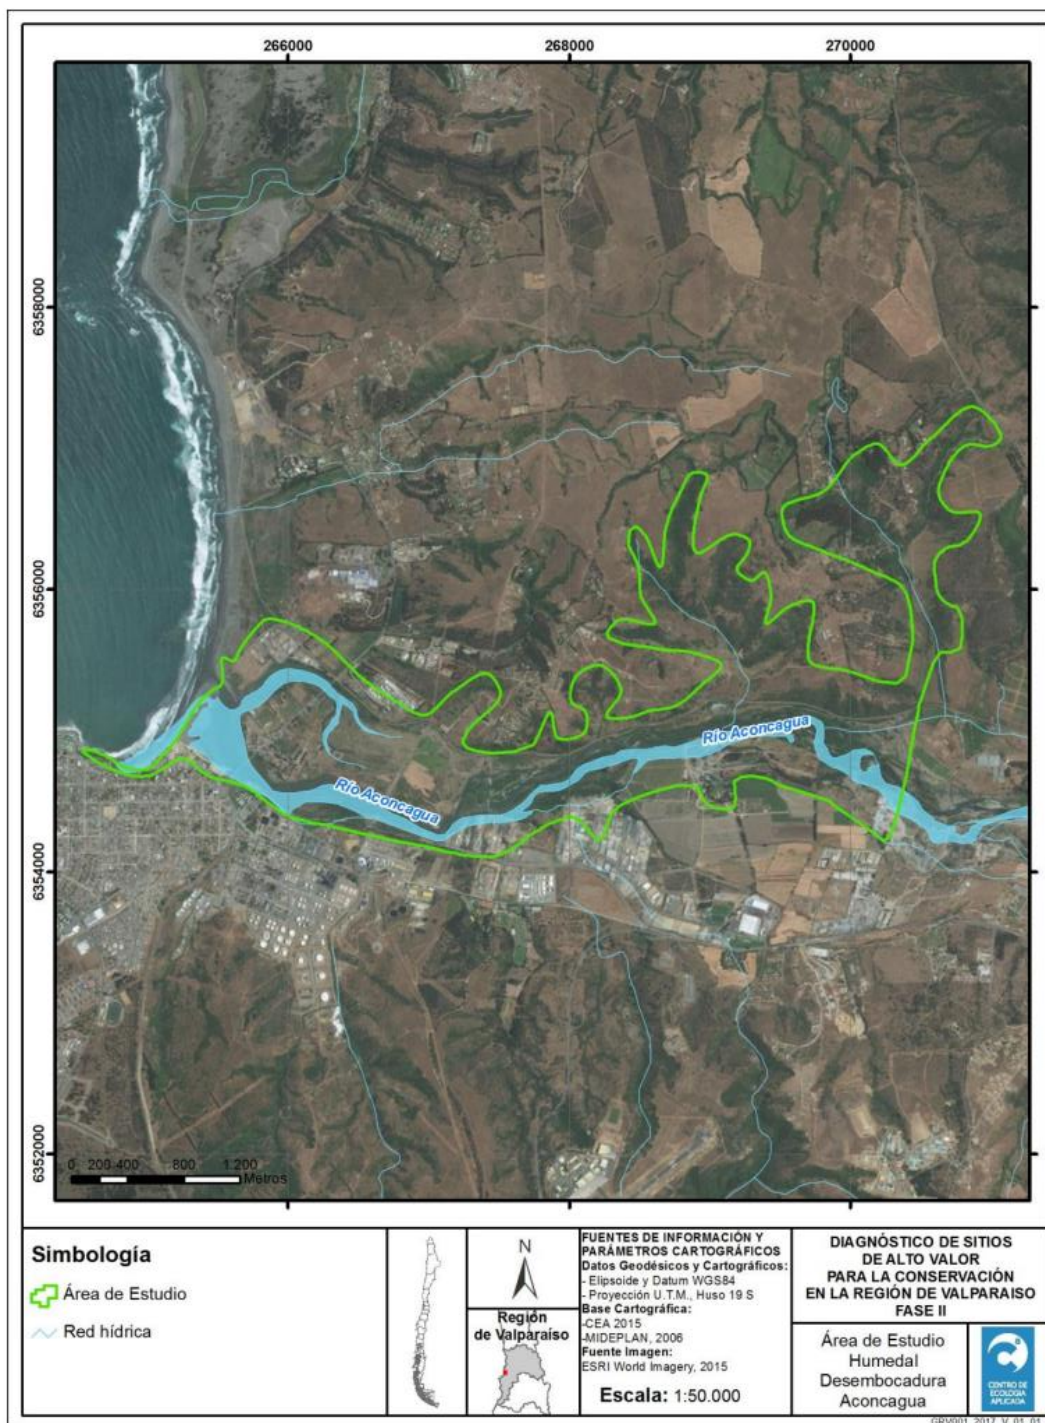 266000 268000 270000
6358000
6356000
6354000
6352000
Río Aconcagua
Río Aconcagua
0 200 400 800 1.200
Metros
Simbología
Área de Estudio
Red hídrica
N
Región
de Valparaíso
FUENTES DE INFORMACIÓN Y
PARÁMETROS CARTOGRÁFICOS
Datos Geodésicos y Cartográficos:
- Elipsoide y Datum WGS84
- Proyección U.T.M., Huso 19 S
Base Cartográfica:
-CEA 2015
-MIDEPLAN, 2006
Fuente Imagen:
ESRI World Imagery, 2015
Escala: 1:50.000
DIAGNÓSTICO DE SITIOS
DE ALTO VALOR
PARA LA CONSERVACIÓN
EN LA REGIÓN DE VALPARAISO
FASE II
Área de Estudio
Humedal
Desembocadura
Aconcagua
CENTRO DE
ECOLOGÍA
APLICADA